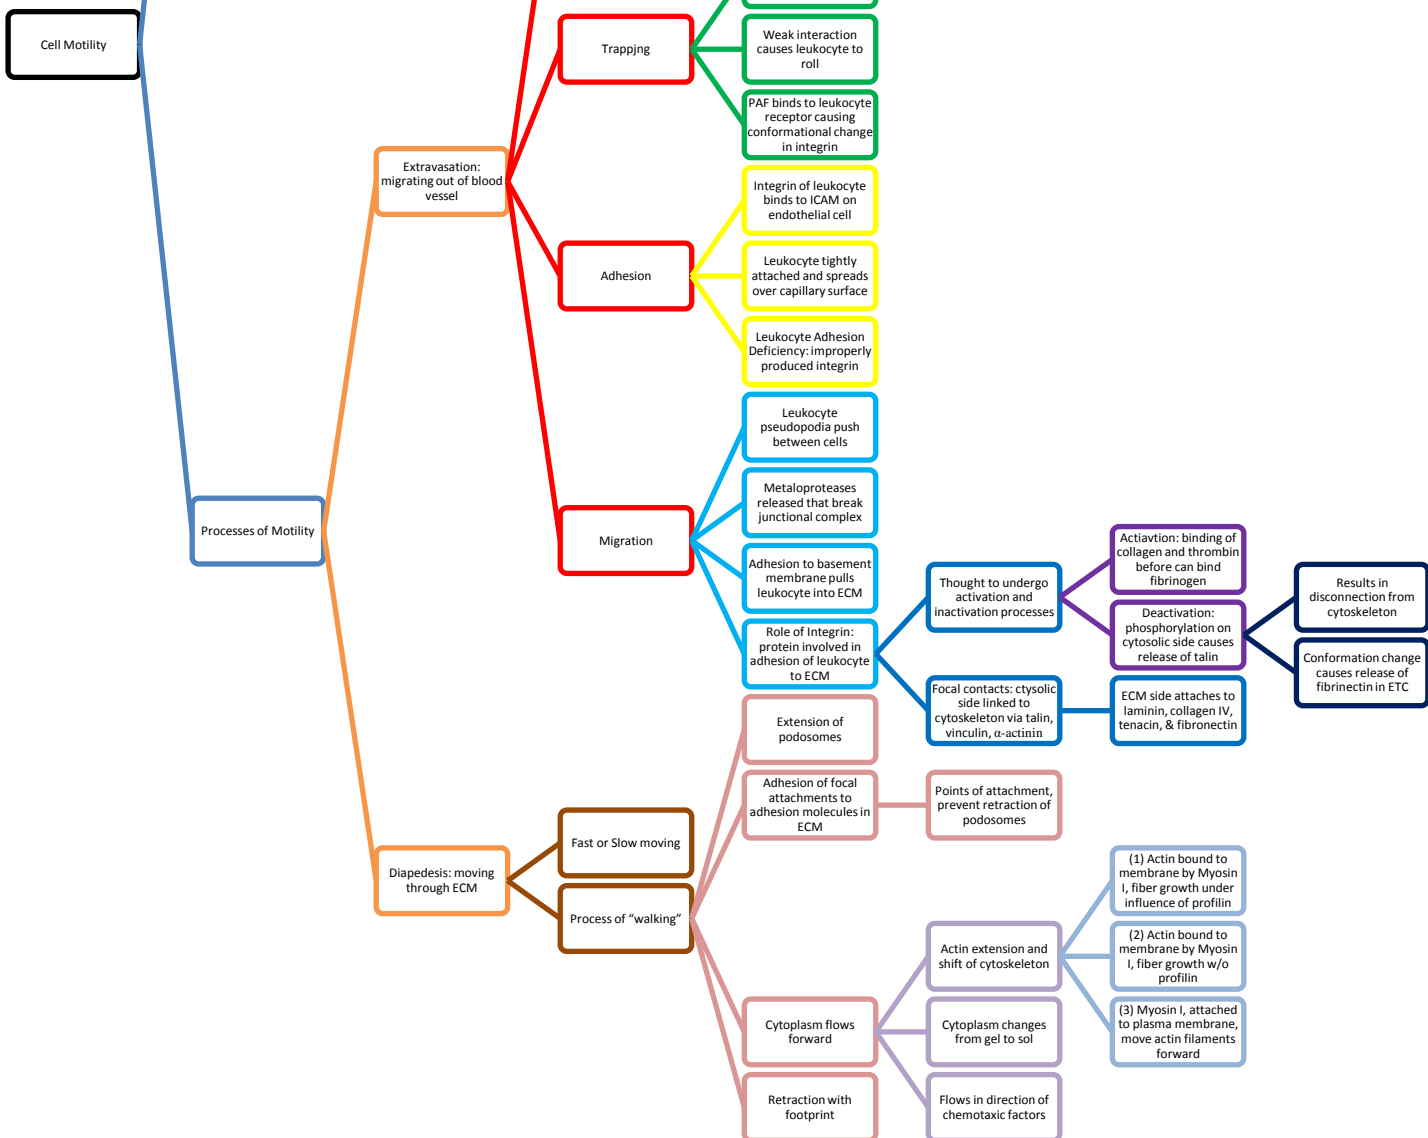 Cell Motility
Trappjng
Weak interaction
causes leukocyte to
roll
PAF binds to leukocyte
receptor causing
conformational change
in integrin
Extravasation:
migrating out of blood
vessel
Integrin of leukocyte
binds to ICAM on
endothelial cell
Adhesion
Leukocyte tightly
attached and spreads
over capillary surface
Leukocyte Adhesion
Deficiency: improperly
produced integrin
Leukocyte
pseudopodia push
between cells
Metaloproteases
released that break
junctional complex
Processes of Motility
Migration
Adhesion to basement
membrane pulls
leukocyte into ECM
Role of Integrin:
protein involved in
adhesion of leukocyte
to ECM
Thought to undergo
activation and
inactivation processes
Actiavtion: binding of
collagen and thrombin
before can bind
fibrinogen
Deactivation:
phosphorylation on
cytosolic side causes
release of talin
Results in
disconnection from
cytoskeleton
Conformation change
causes release of
fibrinectin in ETC
Focal contacts: ctysolic
side linked to
cytoskeleton via talin,
vinculin, α-actinin
ECM side attaches to
laminin, collagen IV,
tenacin, & fibronectin
Extension of
podosomes
Adhesion of focal
attachments to
adhesion molecules in
ECM
Points of attachment,
prevent retraction of
podosomes
Diapedesis: moving
through ECM
Fast or Slow moving
Process of “walking”
Cytoplasm flows
forward
Actin extension and
shift of cytoskeleton
(1) Actin bound to
membrane by Myosin
I, fiber growth under
influence of profilin
(2) Actin bound to
membrane by Myosin
I, fiber growth w/o
profilin
(3) Myosin I, attached
to plasma membrane,
move actin filaments
forward
Cytoplasm changes
from gel to sol
Flows in direction of
chemotaxic factors
Retraction with
footprint